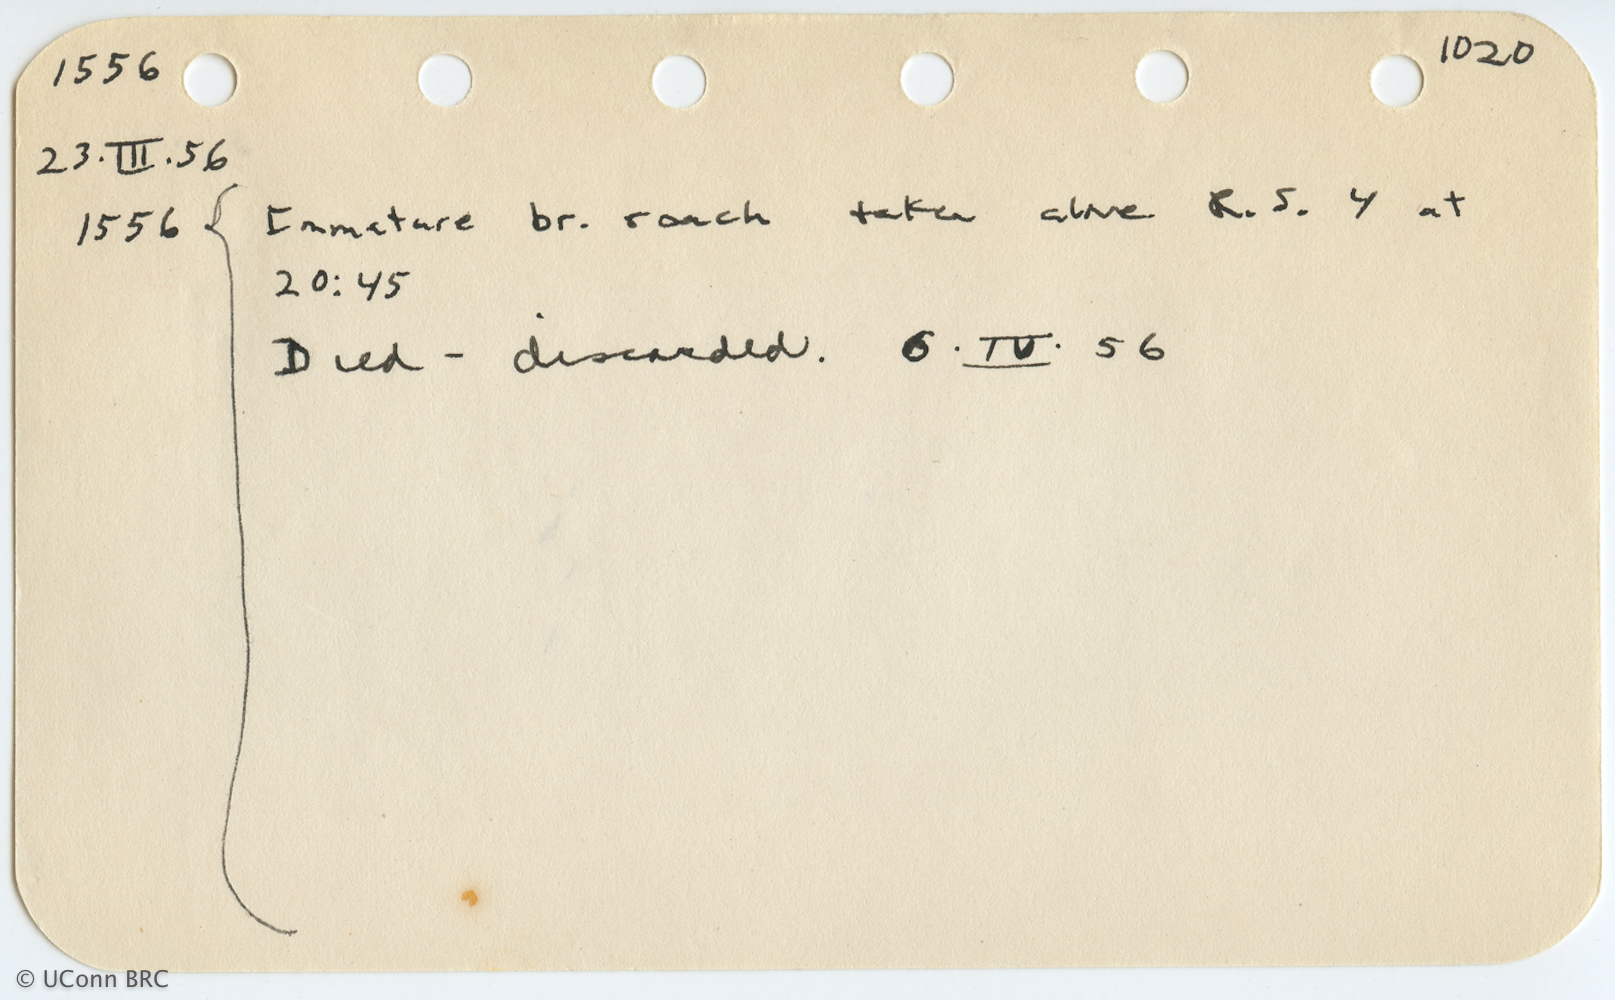 1556
1020
23.III.56
1556 { Immature br. roach taken alive R.S. 4 at
20:45
Died - discarded. 6.IV.56
© UConn BRC